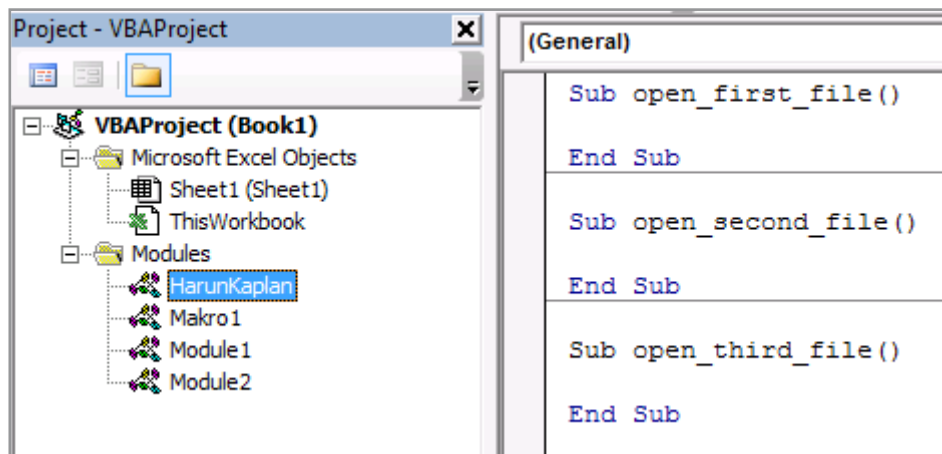 Project - VBAProject
VBAProject (Book1)
Microsoft Excel Objects
Sheet1 (Sheet1)
ThisWorkbook
Modules
HarunKaplan
Makro1
Module1
Module2
(General)
Sub open_first_file()
End Sub
Sub open_second_file()
End Sub
Sub open_third_file()
End Sub